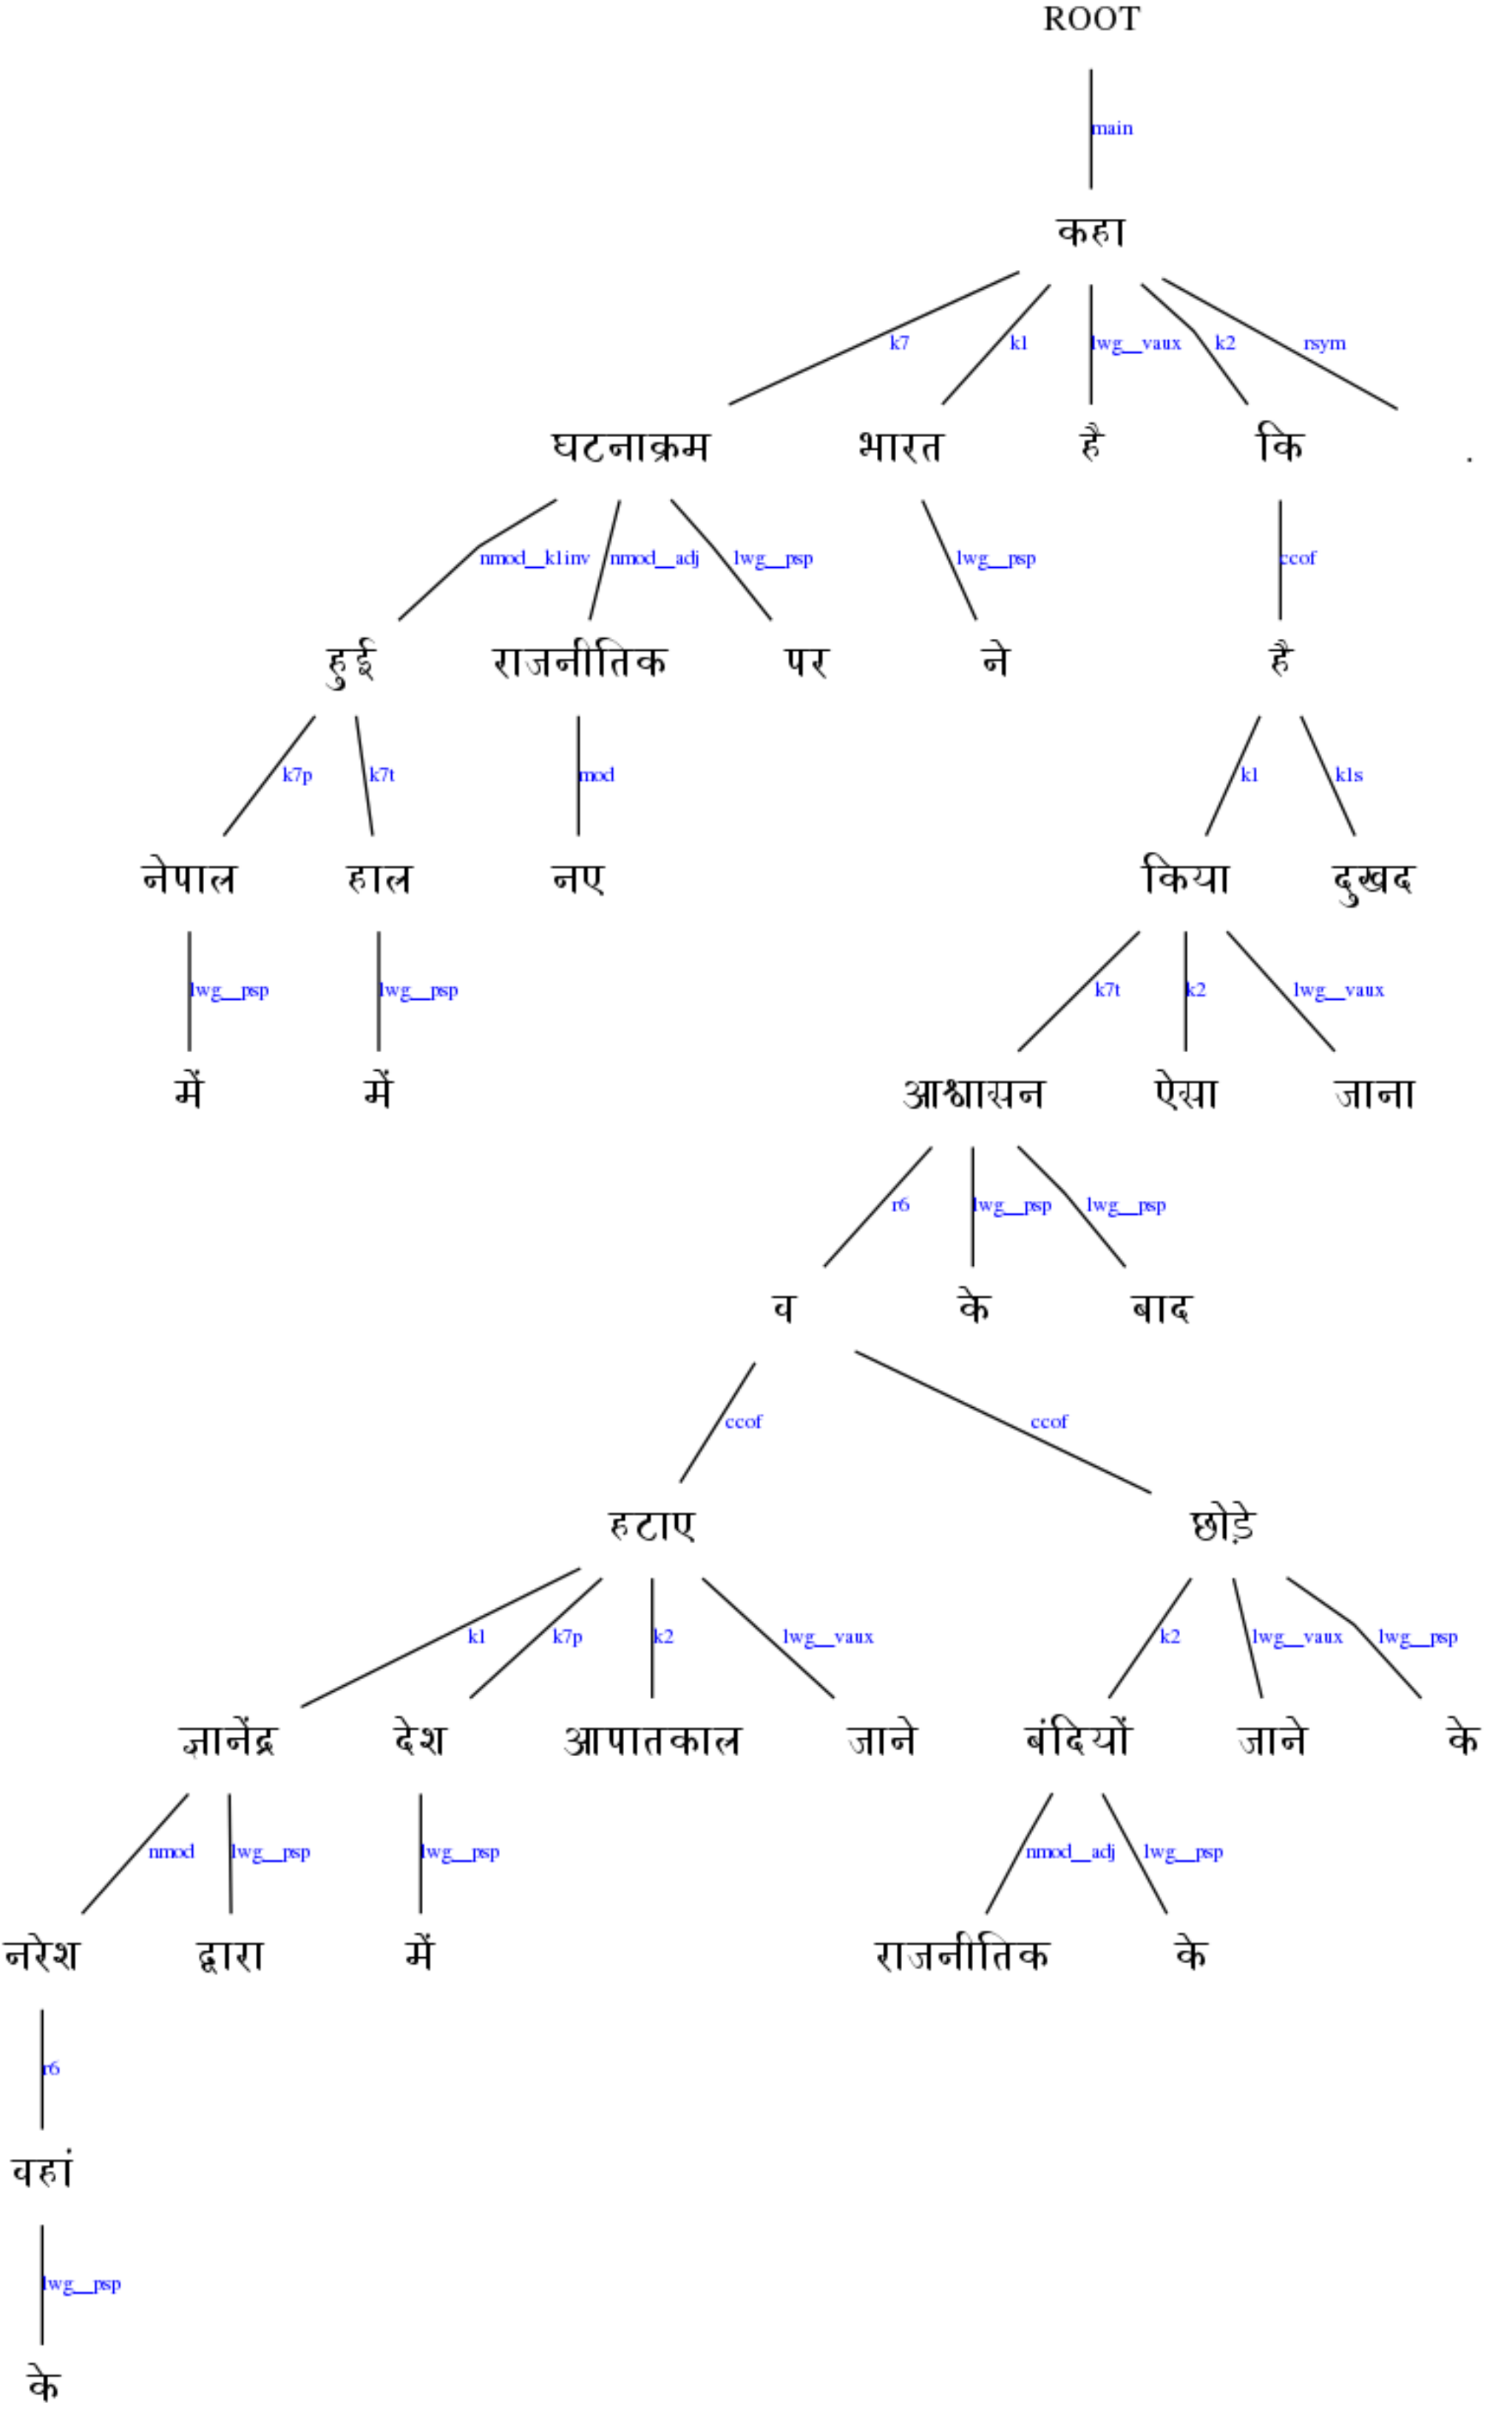 ROOT
main
कहा
k7 k1 lwg__vaux k2 rsym
घटनाक्रम भारत है कि .
nmod__k1inv nmod__adj lwg__psp lwg__psp ccof
हुई राजनीतिक पर ने है
k7p k7t mod k1 k1s
नेपाल हाल नए किया दुखद
lwg__psp lwg__psp k7t k2 lwg__vaux
में में आश्वासन ऐसा जाना
r6 lwg__psp lwg__psp
व के बाद
ccof ccof
हटाए छोड़े
k1 k7p k2 lwg__vaux k2 lwg__vaux lwg__psp
ज्ञानेंद्र देश आपातकाल जाने बंदियों जाने के
nmod lwg__psp lwg__psp nmod__adj lwg__psp
नरेश द्वारा में राजनीतिक के
r6
वहां
lwg__psp
के